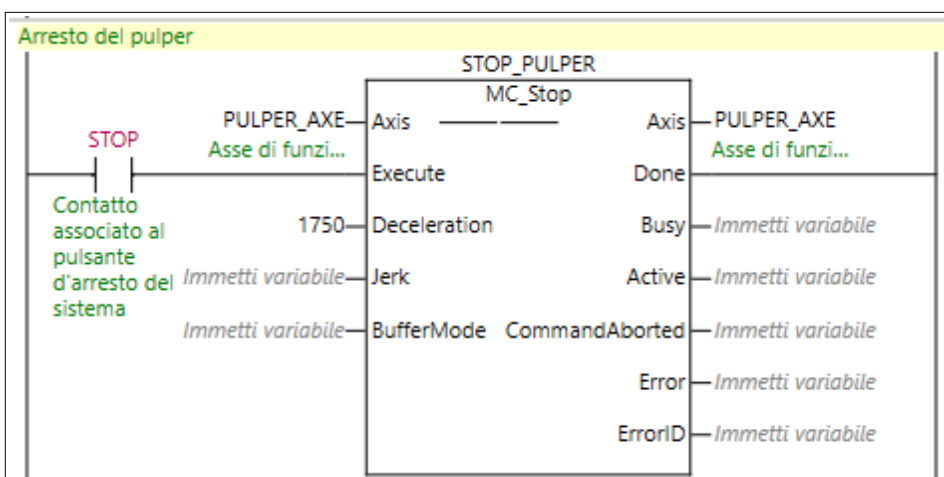 Arresto del pulper
STOP_PULPER
MC_Stop
PULPER_AXE Axis Axis PULPER_AXE
STOP Asse di funzi... Asse di funzi...
Execute Done
Contatto
associato al
pulsante
d'arresto del
sistema
1750 Deceleration Busy Immetti variabile
Immetti variabile Jerk Active Immetti variabile
Immetti variabile BufferMode CommandAborted Immetti variabile
Error Immetti variabile
ErrorID Immetti variabile